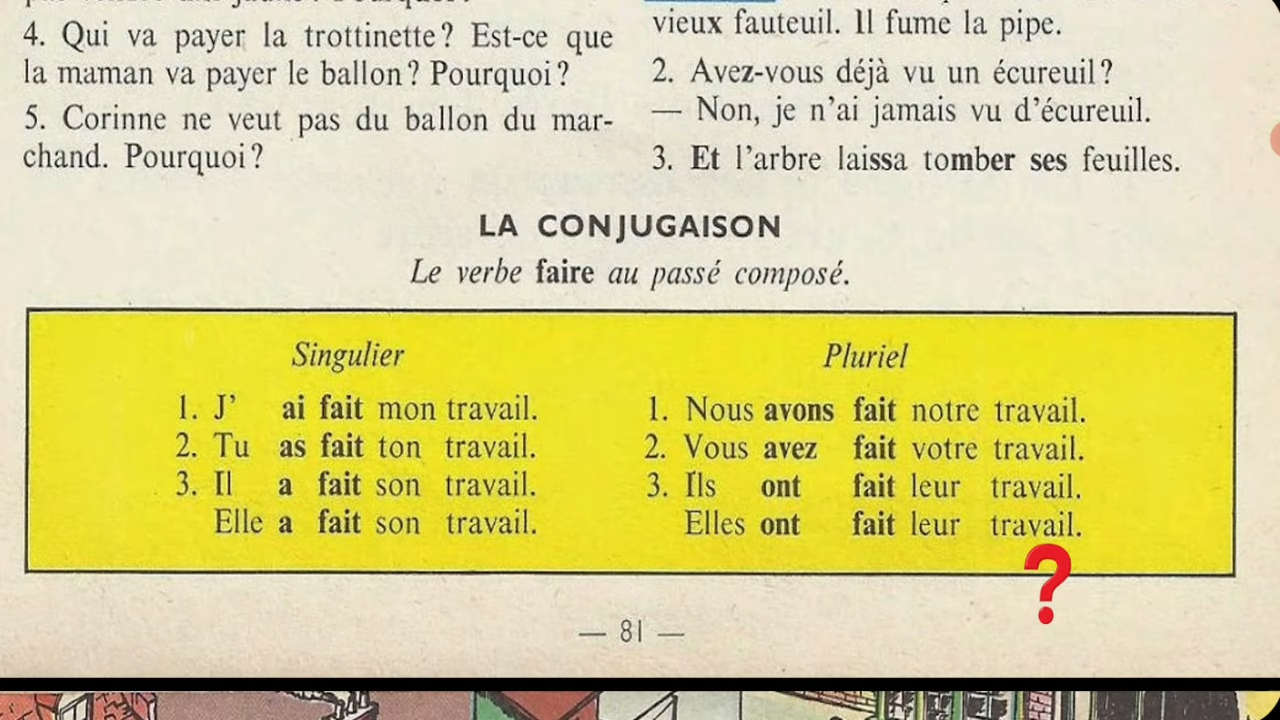 4. Qui va payer la trottinette? Est-ce que
la maman va payer le ballon? Pourquoi?
5. Corinne ne veut pas du ballon du mar-
chand. Pourquoi?
vieux fauteuil. Il fume la pipe.
2. Avez-vous déjà vu un écureuil?
— Non, je n'ai jamais vu d'écureuil.
3. Et l'arbre laissa tomber ses feuilles.
LA CONJUGAISON
Le verbe faire au passé composé.
Singulier
1. J' ai fait mon travail.
2. Tu as fait ton travail.
3. Il a fait son travail.
Elle a fait son travail.
Pluriel
1. Nous avons fait notre travail.
2. Vous avez fait votre travail.
3. Ils ont fait leur travail.
Elles ont fait leur travail.
❓
— 81 —